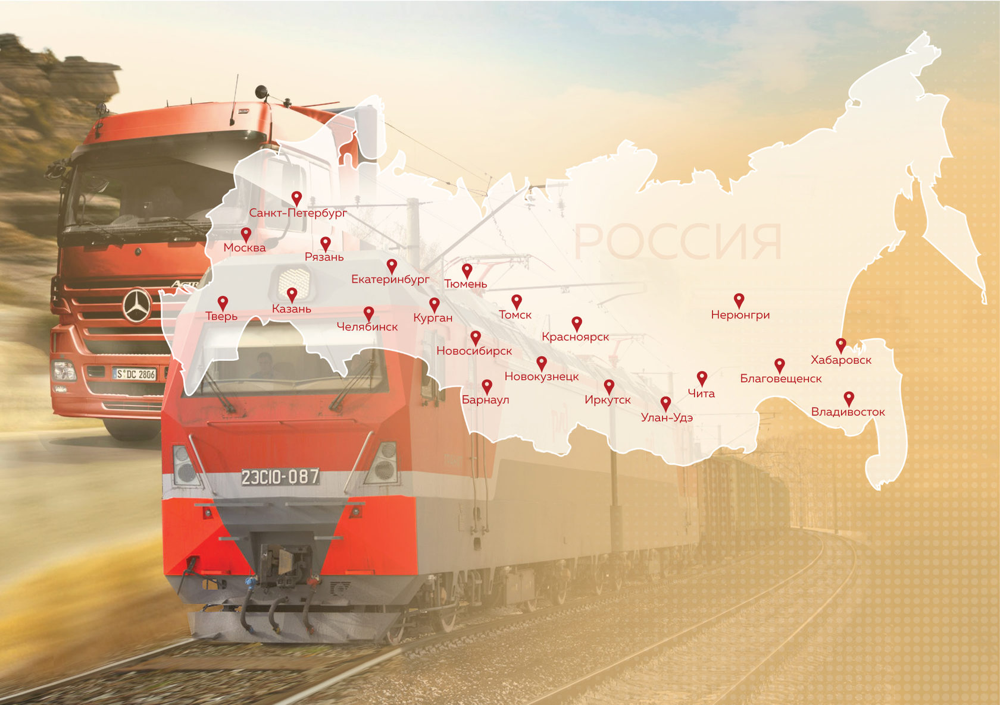 Санкт-Петербург
РОССИЯ
Москва
Рязань
Екатеринбург
Тюмень
Тверь
Казань
Челябинск
Курган
Томск
Нерюнгри
Красноярск
Новосибирск
Хабаровск
Новокузнецк
Благовещенск
Барнаул
Иркутск
Чита
Улан-Удэ
Владивосток
S*DC 2806
2ЭС10-087